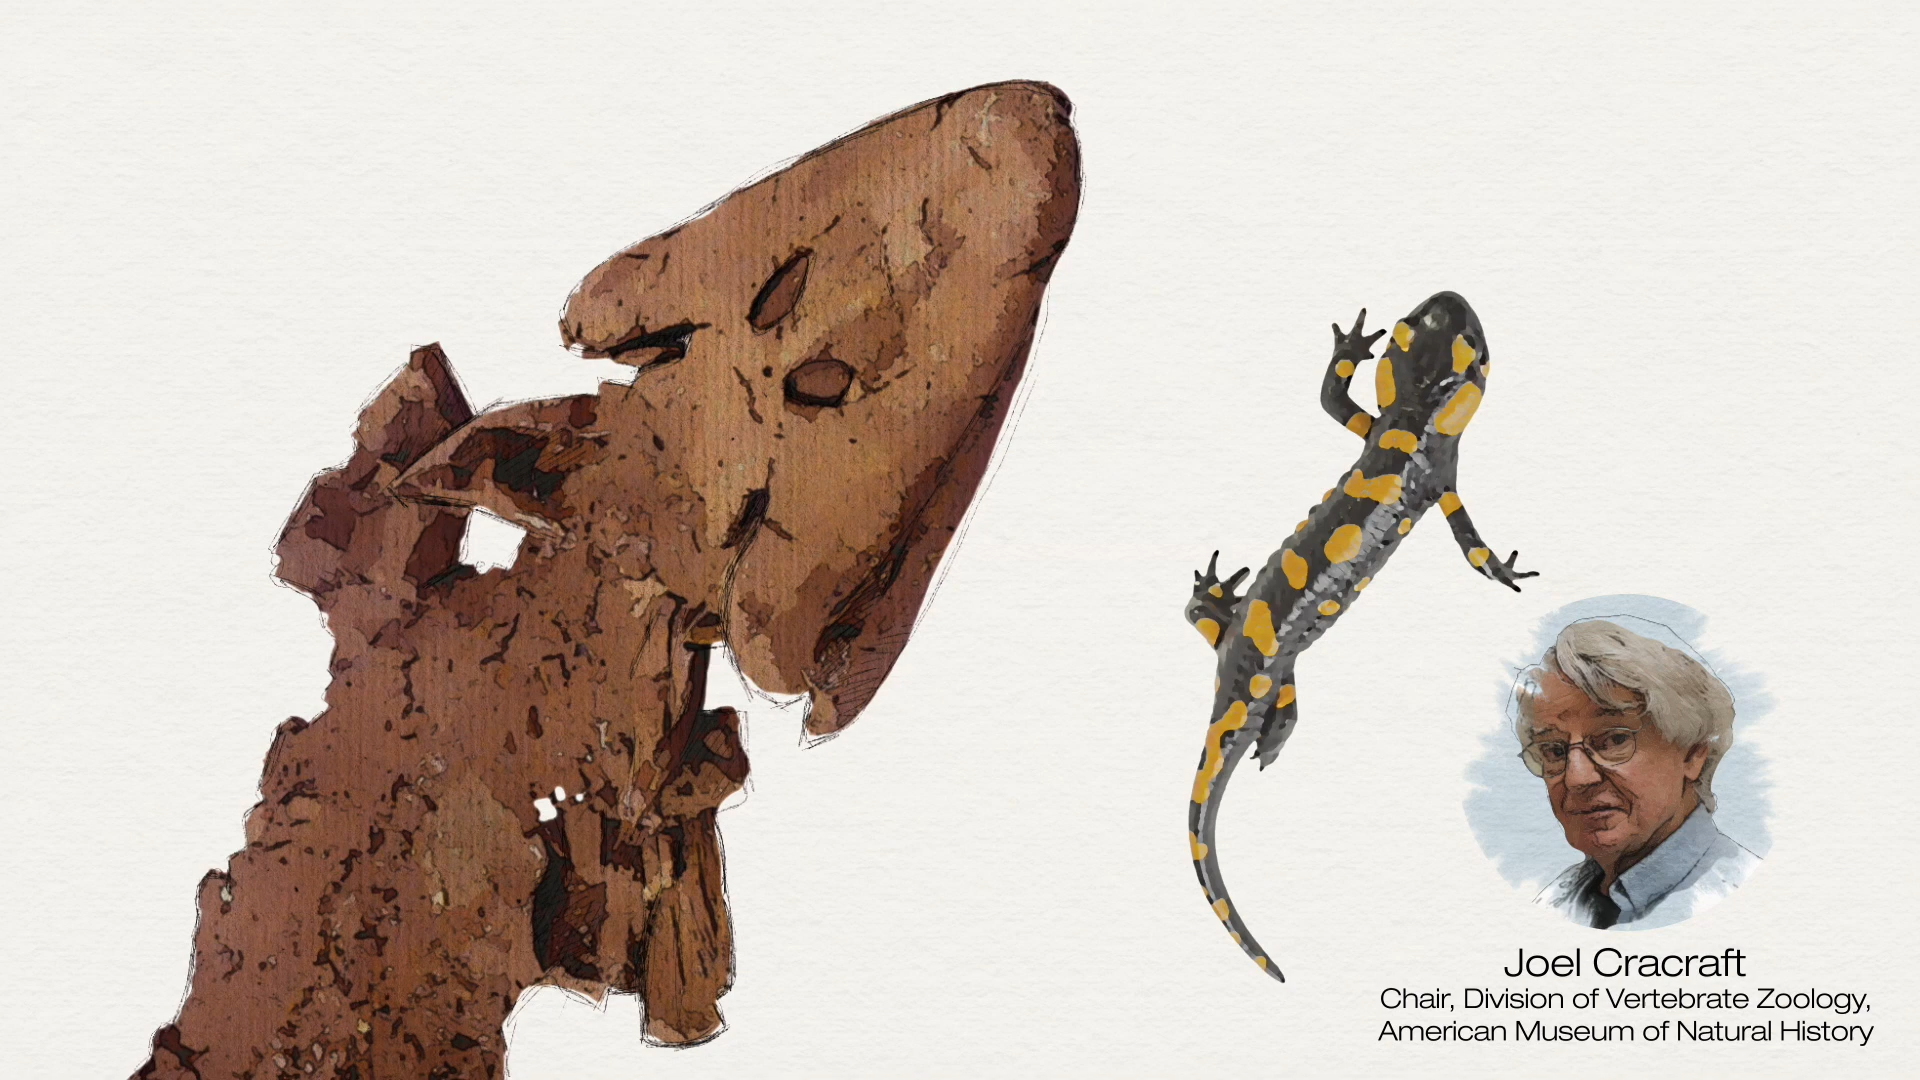 Joel Cracraft
Chair, Division of Vertebrate Zoology,
American Museum of Natural History